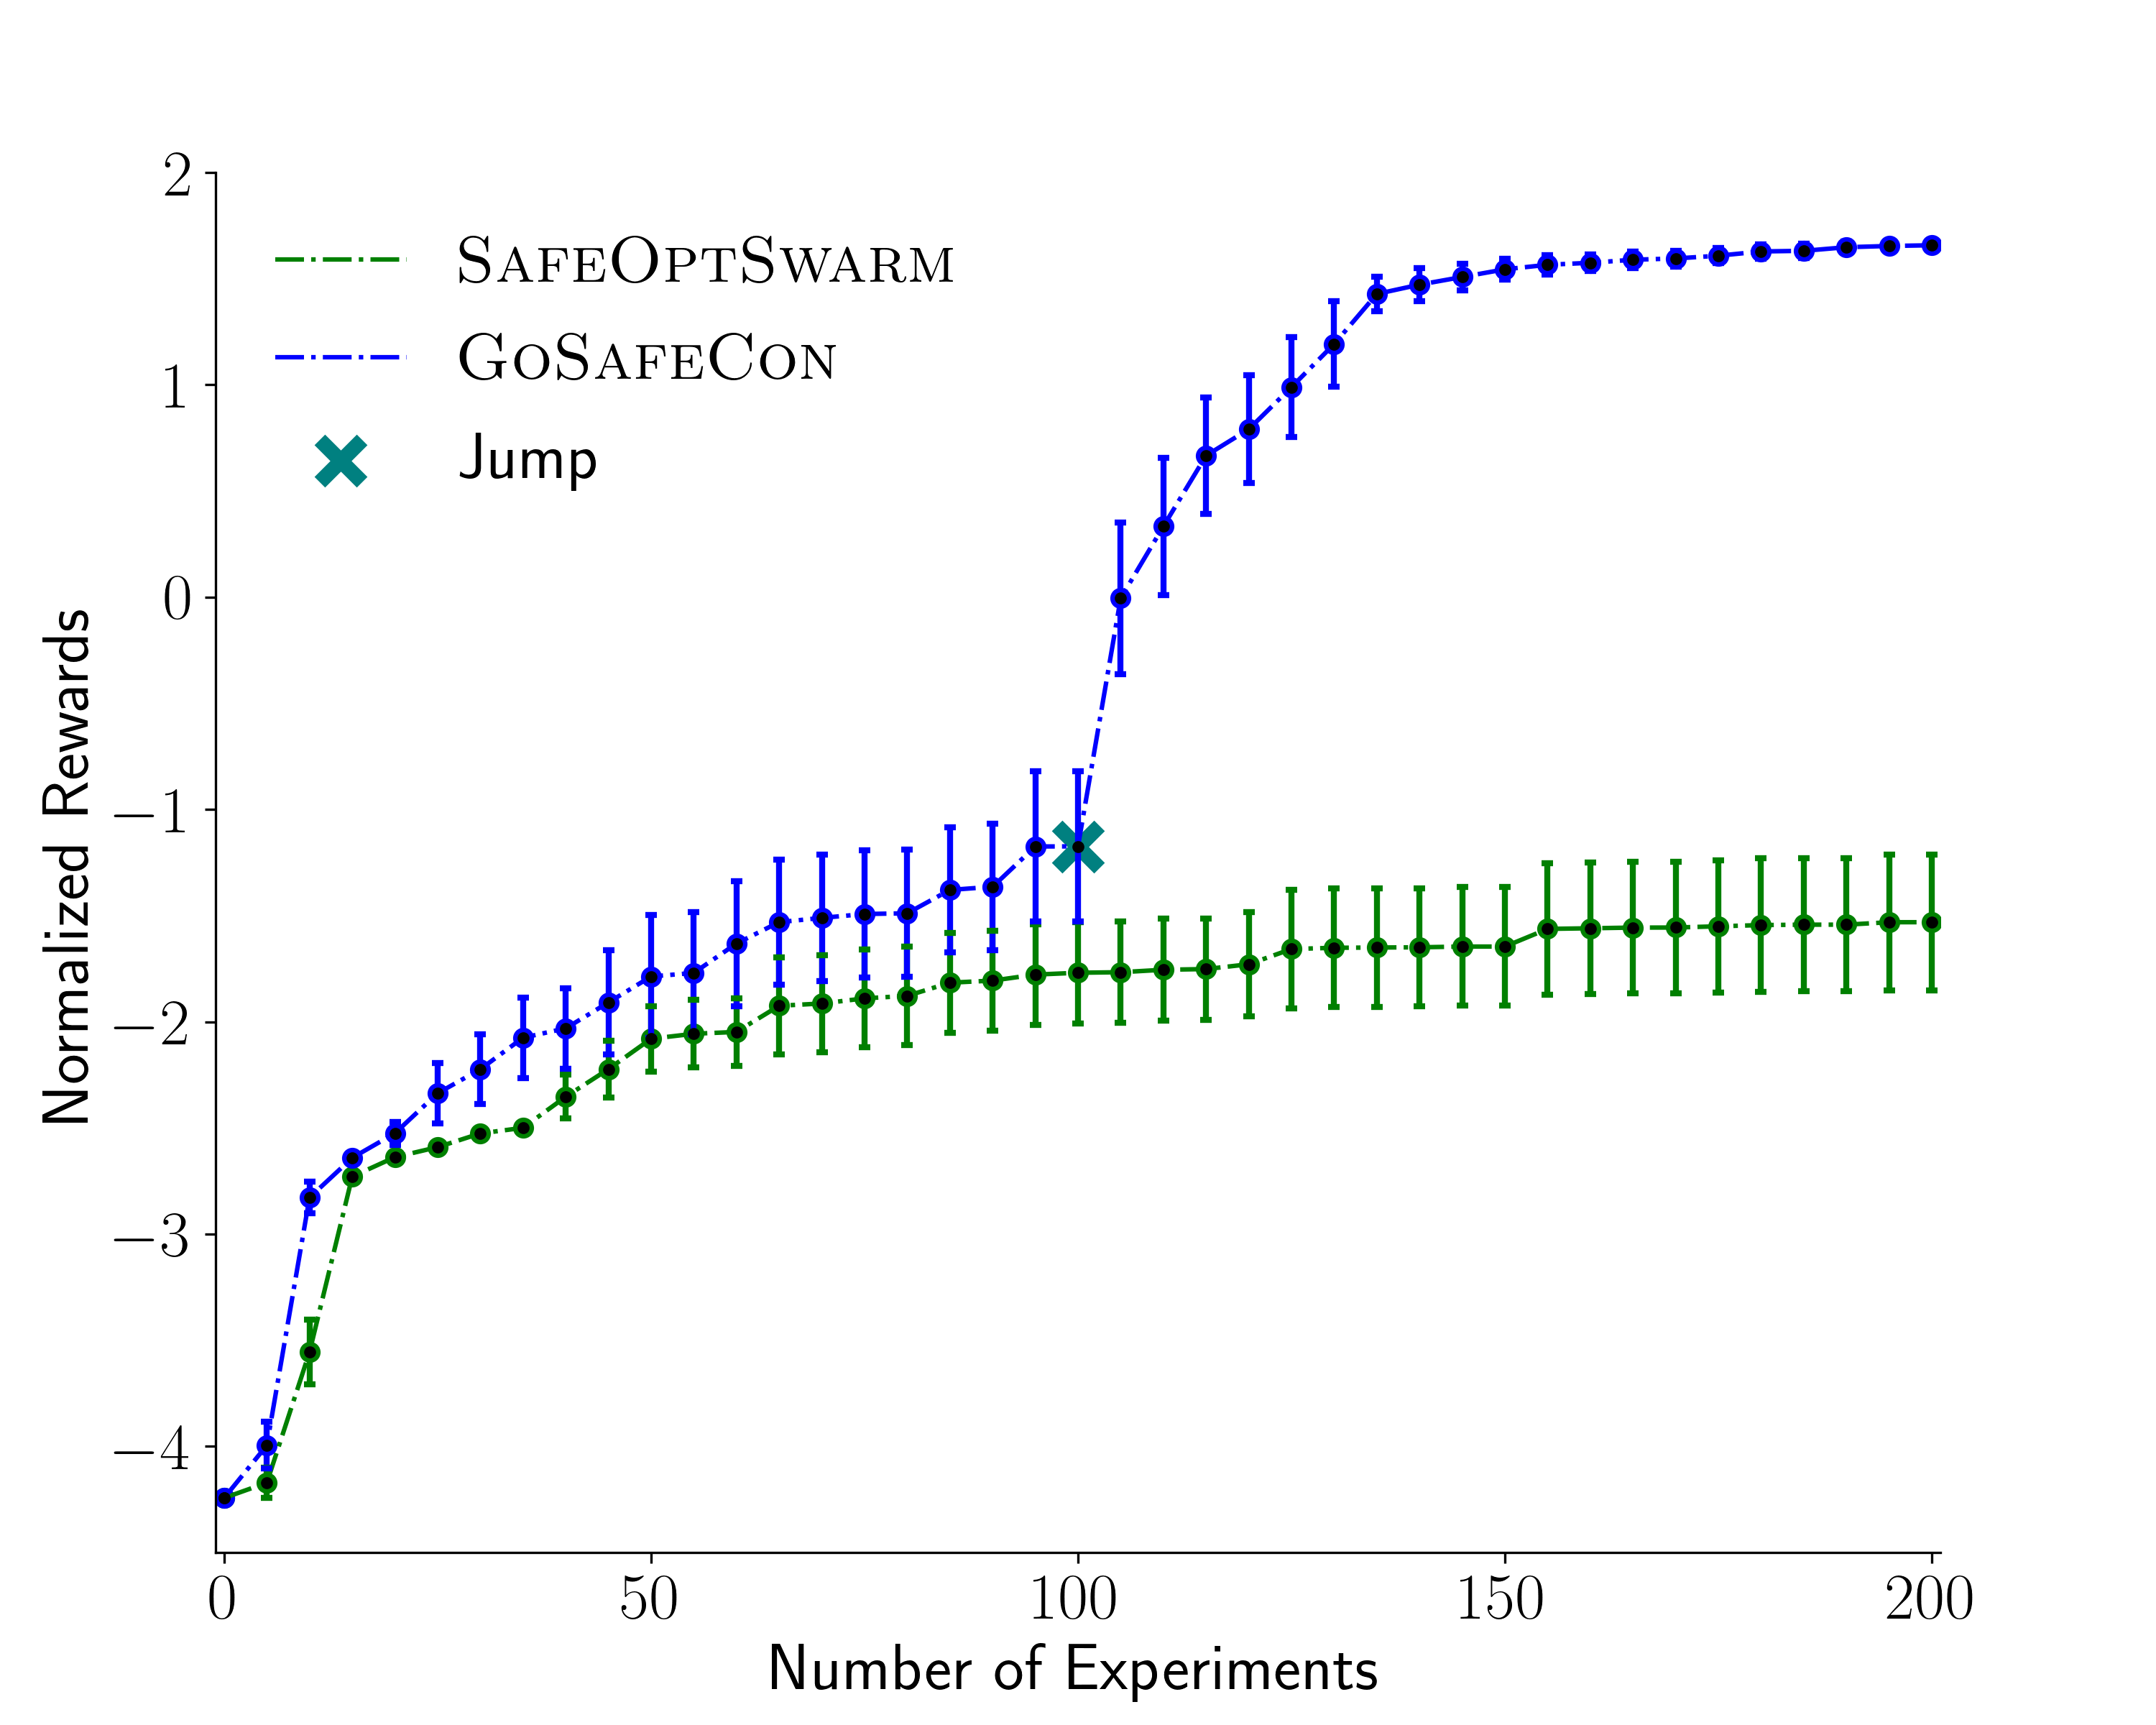 2
1
0
−1
−2
−3
−4
Normalized Rewards
SafeOptSwarm
GoSafeCon
Jump
0 50 100 150 200
Number of Experiments